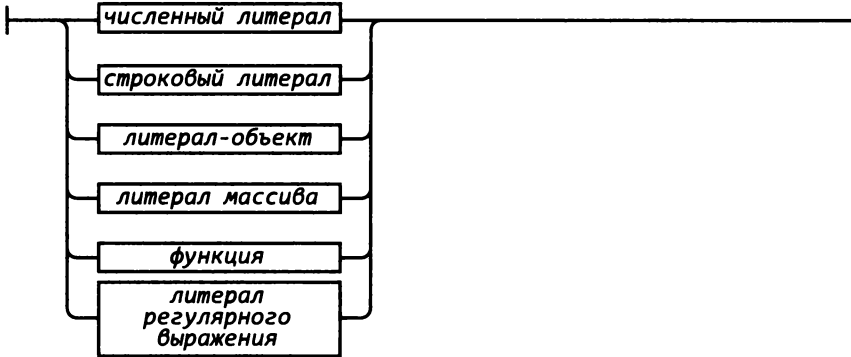 численный литерал
строковый литерал
литерал-объект
литерал массива
функция
литерал
регулярного
выражения